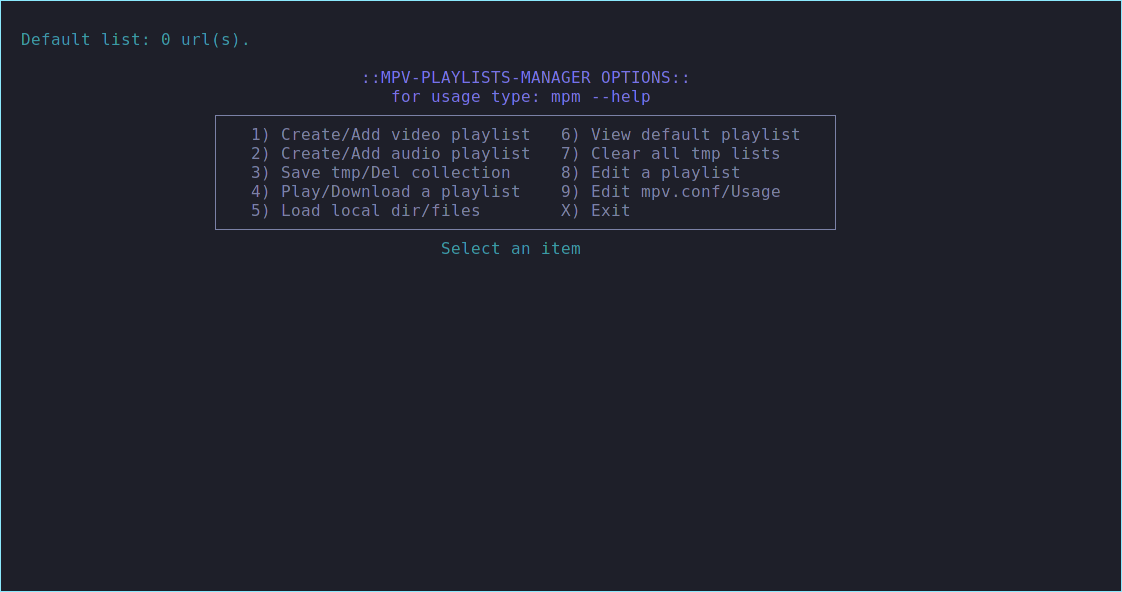 Default list: 0 url(s).
::MPV-PLAYLISTS-MANAGER OPTIONS::
for usage type: mpm --help
1) Create/Add video playlist   6) View default playlist
2) Create/Add audio playlist   7) Clear all tmp lists
3) Save tmp/Del collection     8) Edit a playlist
4) Play/Download a playlist    9) Edit mpv.conf/Usage
5) Load local dir/files        X) Exit
Select an item